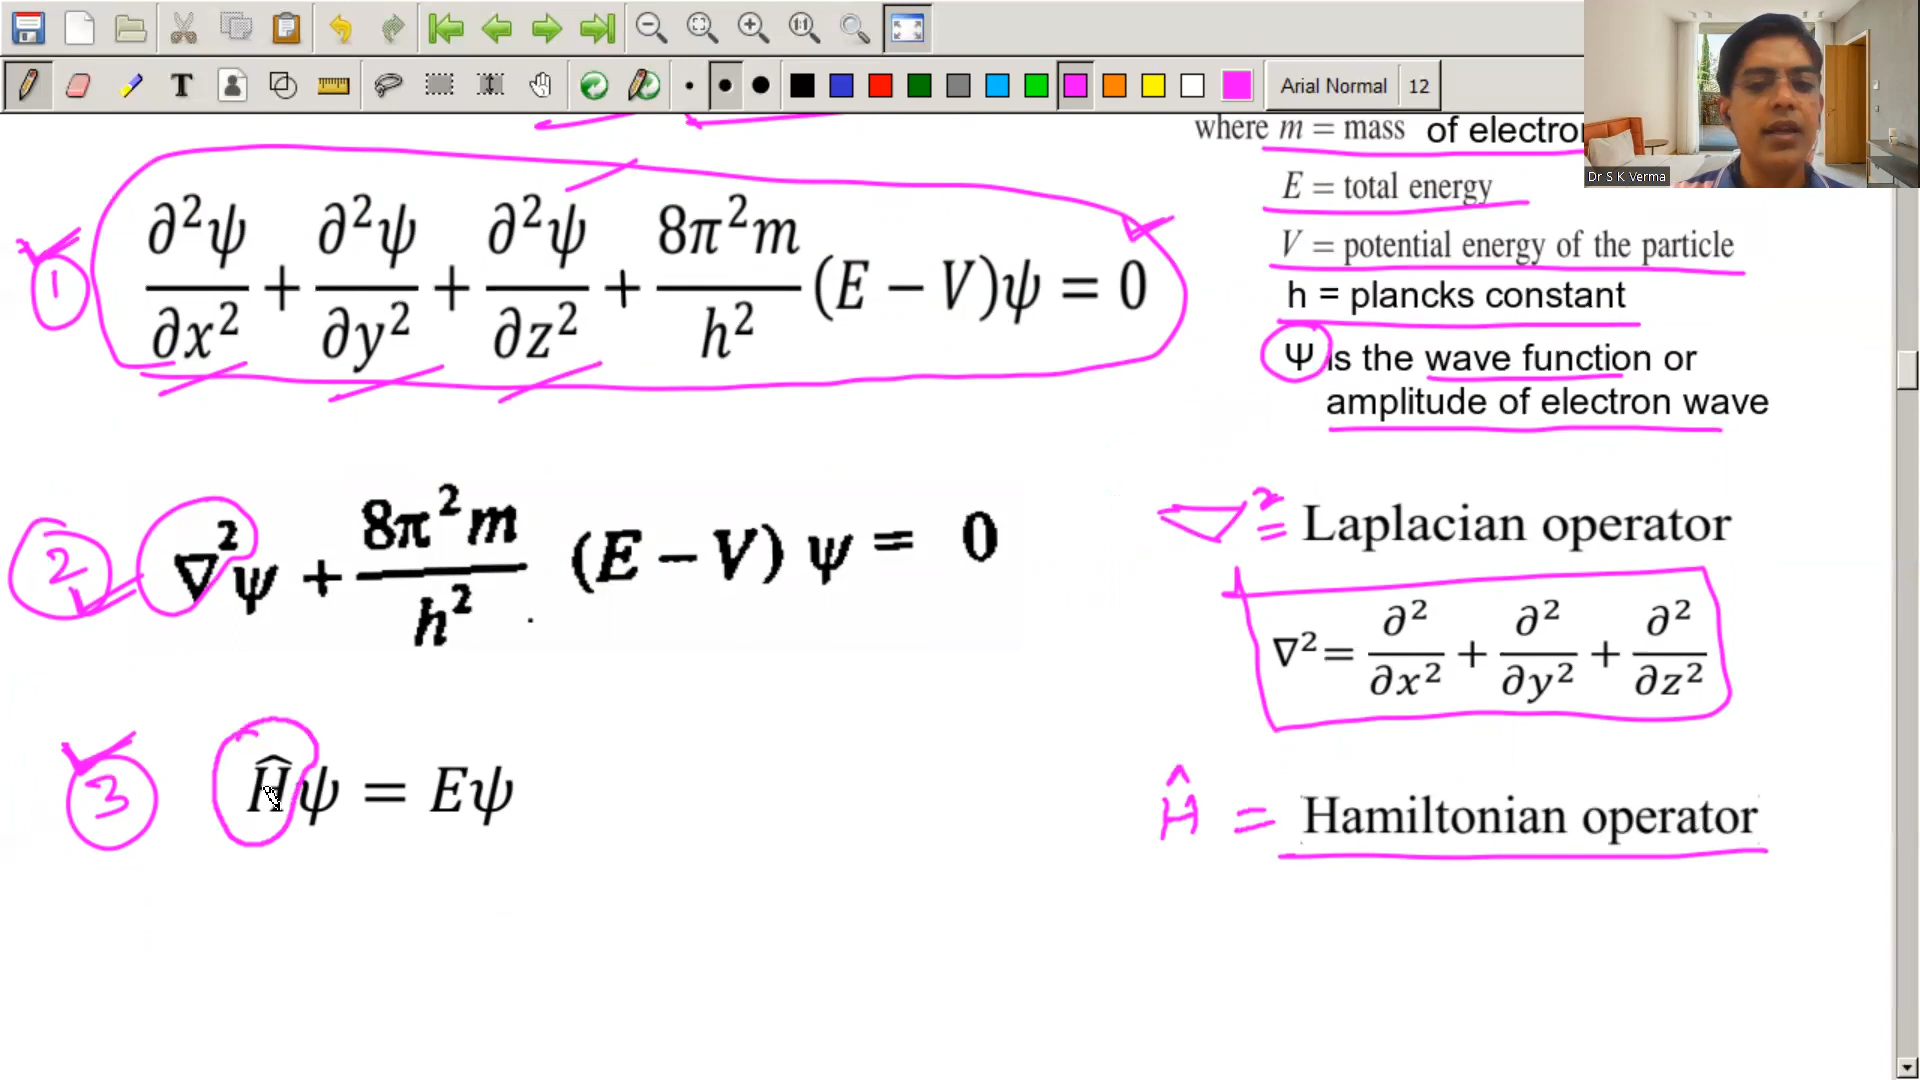 T 1:1 Arial Normal 12
where m = mass of electro
E = total energy
V = potential energy of the particle
h = plancks constant
Ψ is the wave function or
amplitude of electron wave
Dr S K Verma
① ∂²ψ/∂x² + ∂²ψ/∂y² + ∂²ψ/∂z² + 8π²m/h² (E − V)ψ = 0
② ∇²ψ + 8π²m/h² (E − V) ψ = 0
∇² = Laplacian operator
∇² = ∂²/∂x² + ∂²/∂y² + ∂²/∂z²
③ Ĥψ = Eψ
Ĥ = Hamiltonian operator